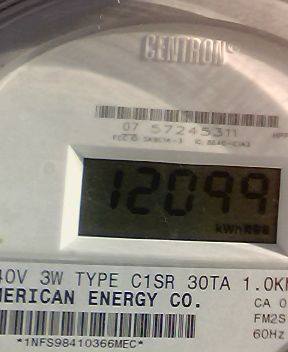 CENTRON®
07 57245311
12099
kWh
40V 3W TYPE C1SR 30TA 1.0K
MERICAN ENERGY CO.
CA 0
FM2S
60Hz
*1NFS98410366MEC*